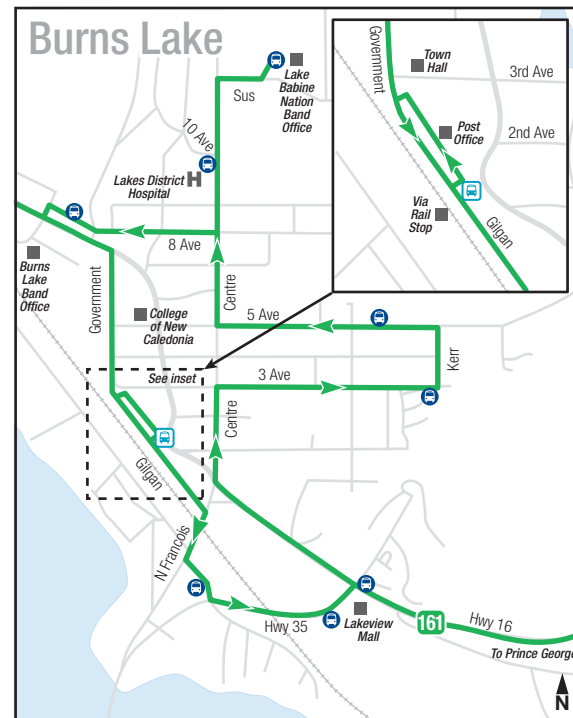 Burns Lake
Lake
Babine
Nation
Band
Office
Sus
10 Ave
Lakes District
Hospital
H
8 Ave
Burns
Lake
Band
Office
Government
College
of New
Caledonia
Centre
5 Ave
Kerr
See inset
3 Ave
Centre
Gilgan
N Francois
Hwy 35
Lakeview
Mall
161
Hwy 16
To Prince George
N
Government
Town
Hall
3rd Ave
Post
Office
2nd Ave
Via
Rail
Stop
Gilgan